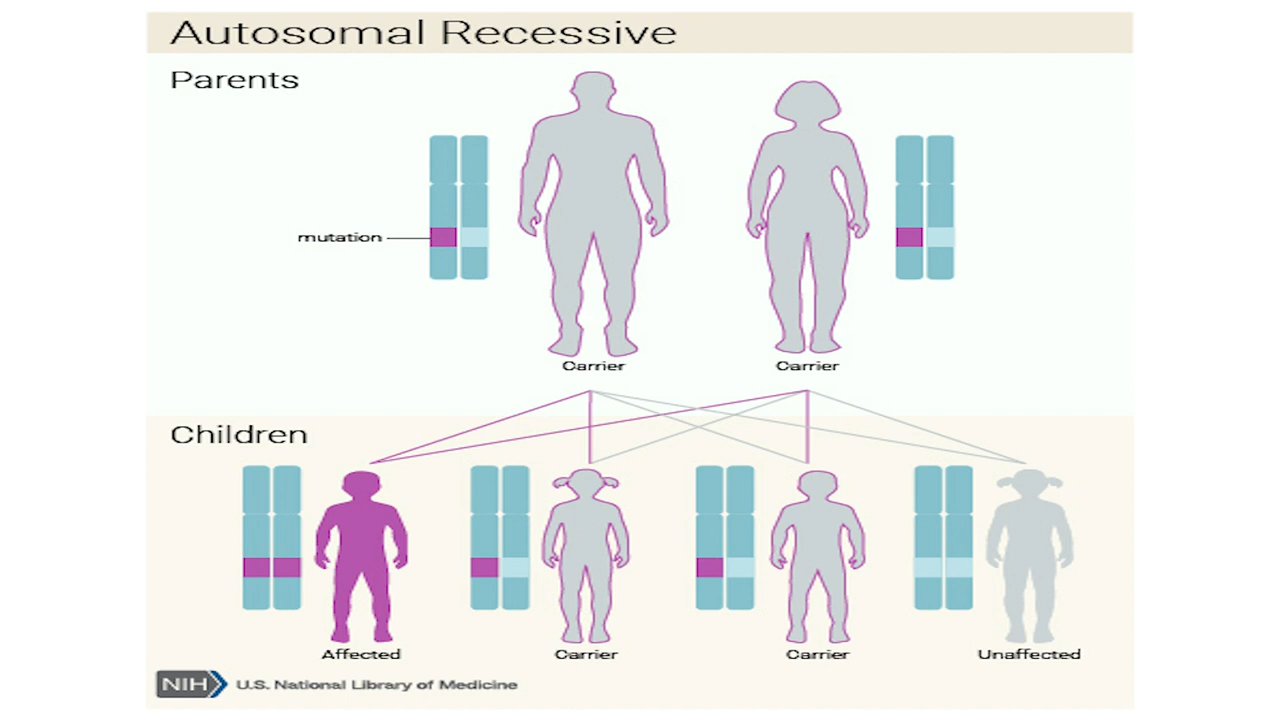 Autosomal Recessive
Parents
mutation
Carrier Carrier
Children
Affected Carrier Carrier Unaffected
NIH U.S. National Library of Medicine